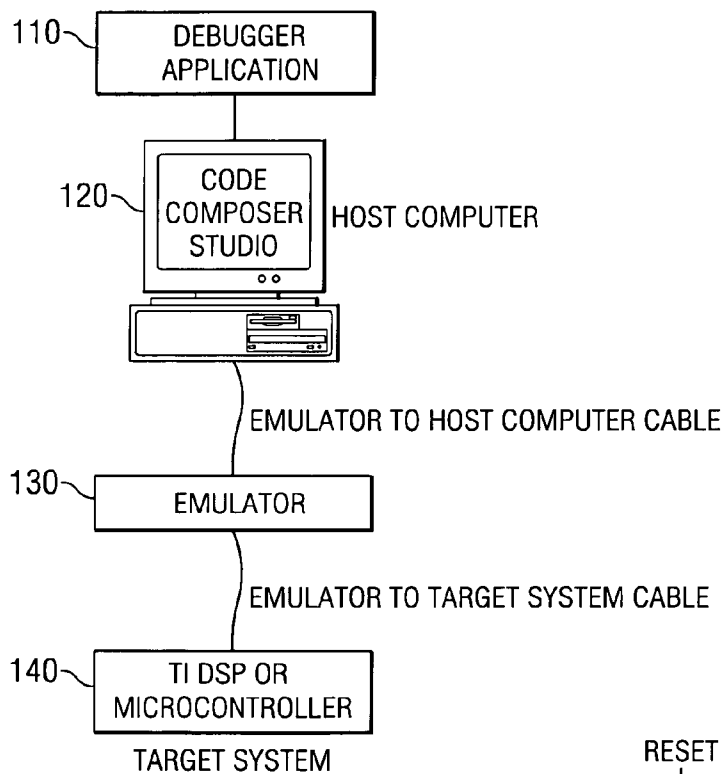 110
DEBUGGER
APPLICATION
120
CODE
COMPOSER
STUDIO
HOST COMPUTER
EMULATOR TO HOST COMPUTER CABLE
130
EMULATOR
EMULATOR TO TARGET SYSTEM CABLE
140
TI DSP OR
MICROCONTROLLER
TARGET SYSTEM
RESET